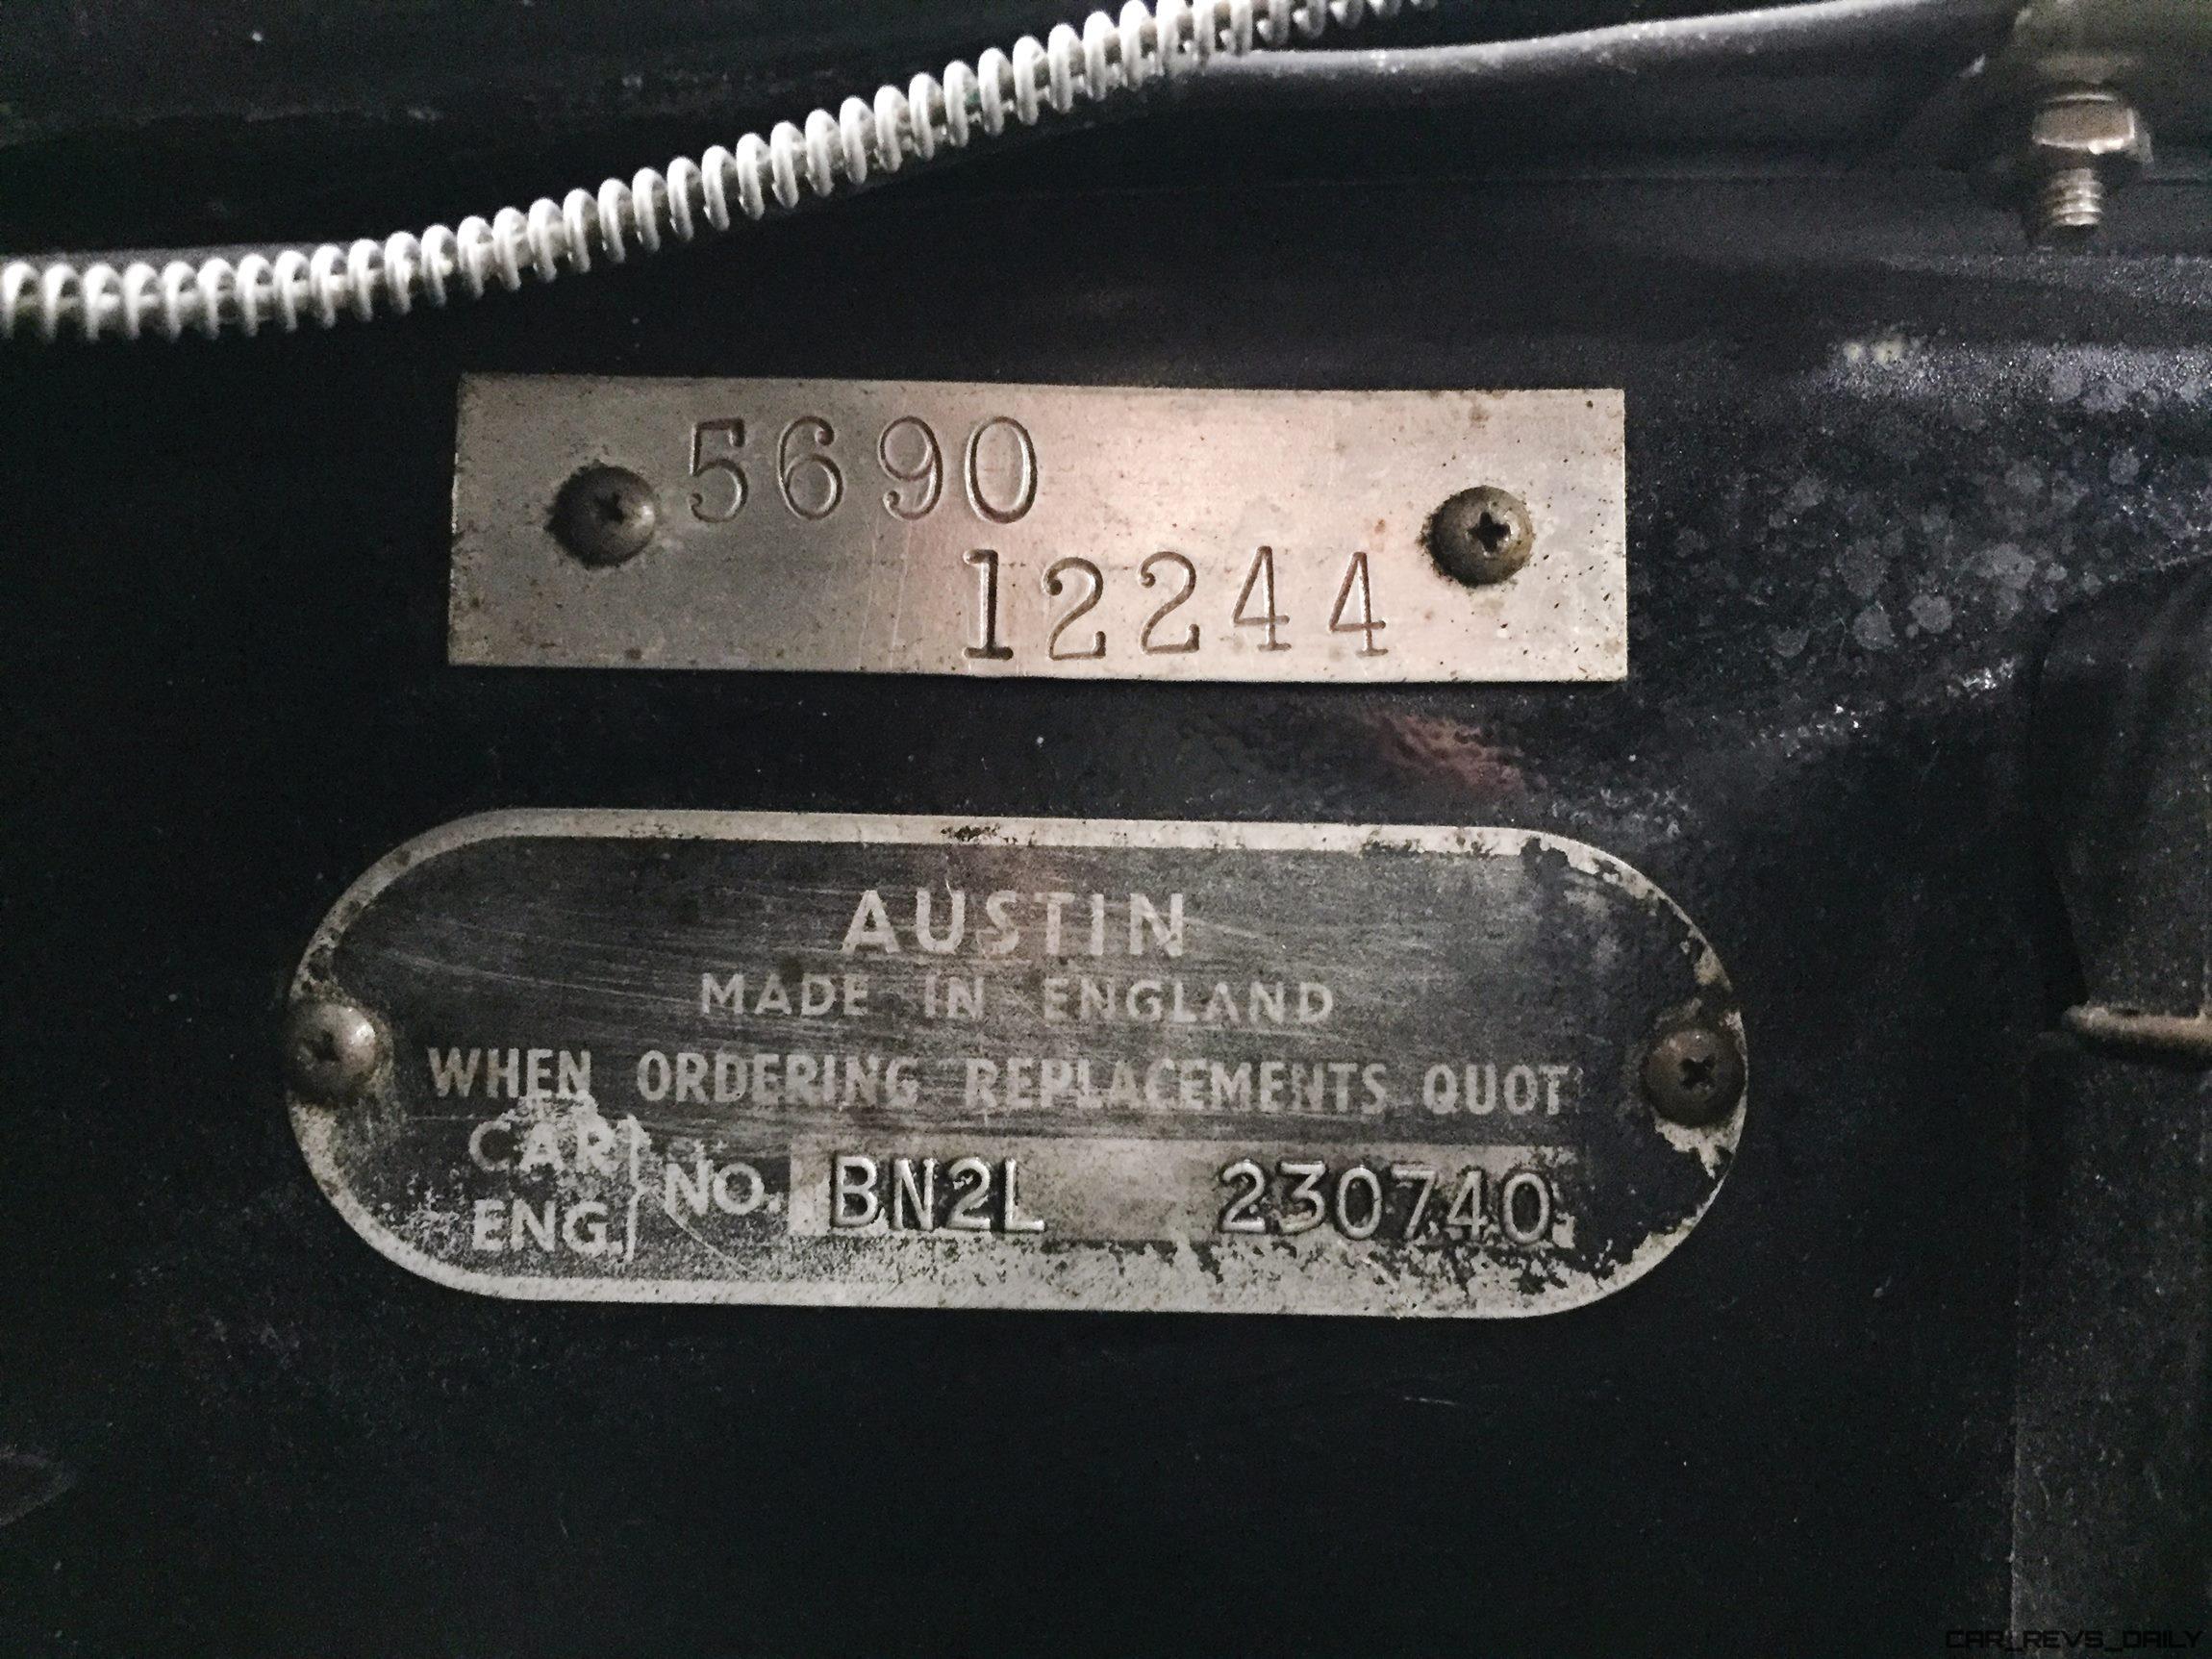 5690
12244
AUSTIN
MADE IN ENGLAND
WHEN ORDERING REPLACEMENTS QUOT
CAR
ENG. } NO. BN2L 230740
CAR_REVS_DAILY